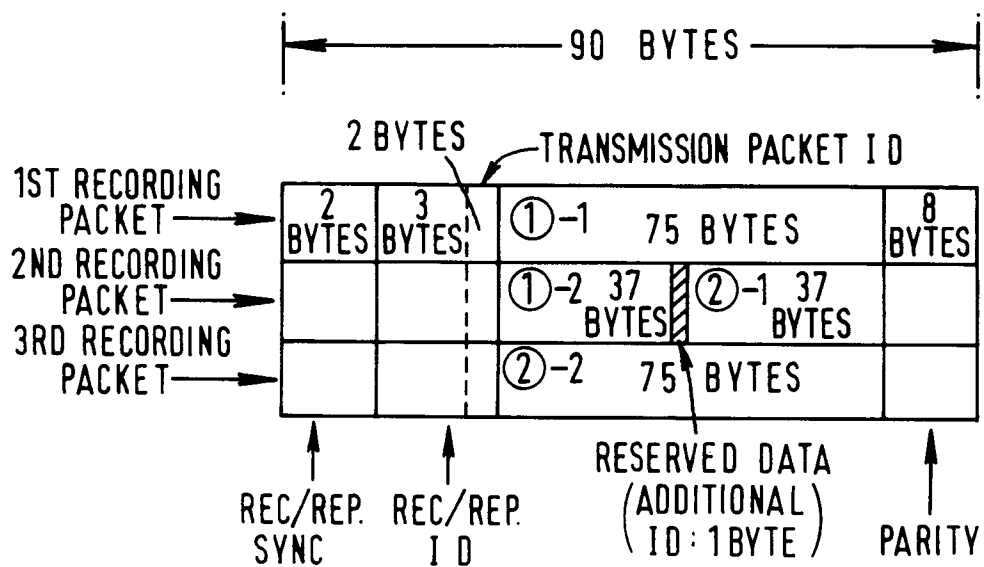 90 BYTES
2 BYTES
TRANSMISSION PACKET ID
1ST RECORDING
PACKET
2
BYTES
3
BYTES
①-1 75 BYTES
8
BYTES
2ND RECORDING
PACKET
①-2 37
BYTES
②-1 37
BYTES
3RD RECORDING
PACKET
②-2 75 BYTES
REC/REP.
SYNC
REC/REP.
ID
RESERVED DATA
(ADDITIONAL
ID: 1BYTE)
PARITY